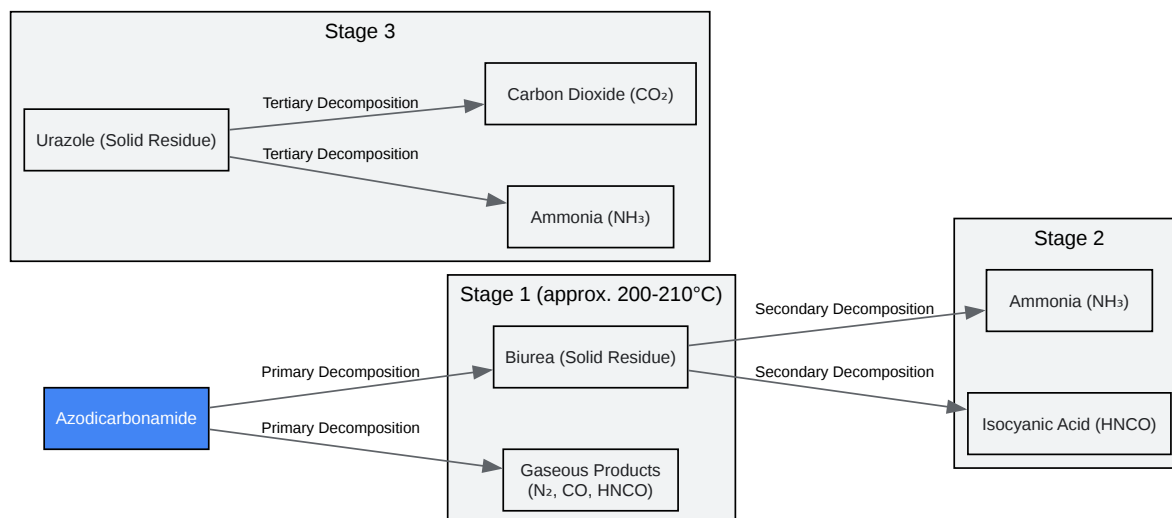 Stage 3
Urazole (Solid Residue)
Tertiary Decomposition
Tertiary Decomposition
Carbon Dioxide (CO₂)
Ammonia (NH₃)
Azodicarbonamide
Primary Decomposition
Primary Decomposition
Stage 1 (approx. 200-210°C)
Biurea (Solid Residue)
Gaseous Products
(N₂, CO, HNCO)
Secondary Decomposition
Secondary Decomposition
Stage 2
Ammonia (NH₃)
Isocyanic Acid (HNCO)